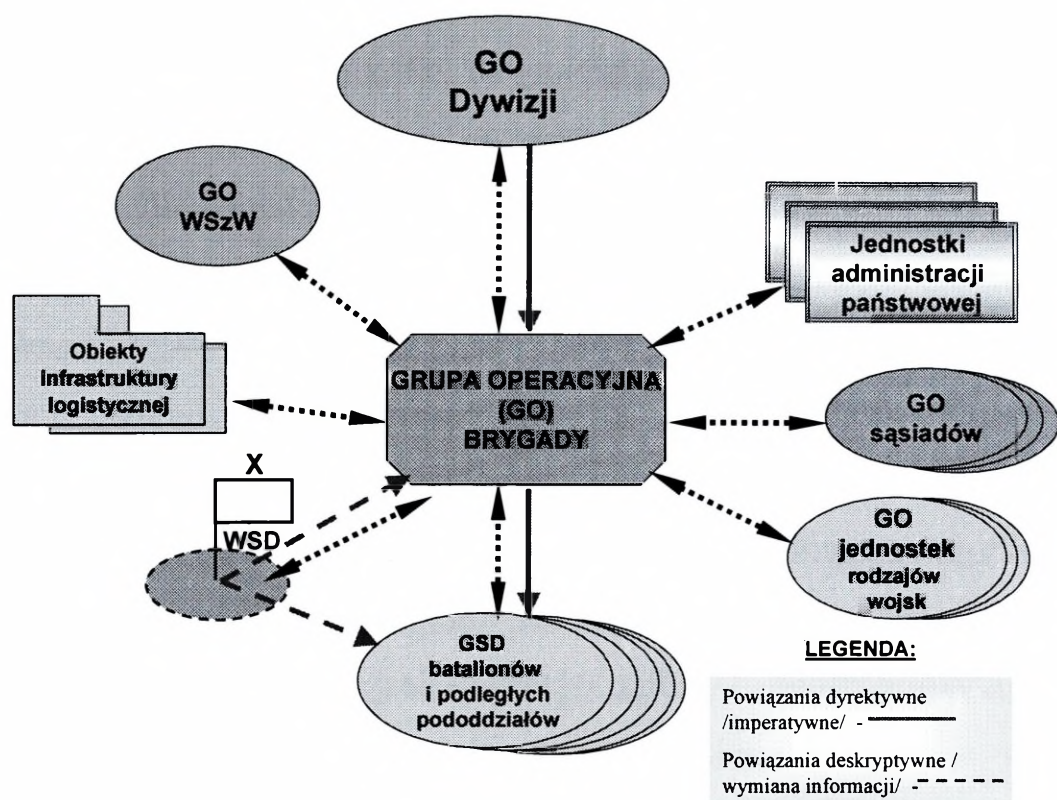 GO
Dywizji
GO
WSzW
Jednostki
administracji
państwowej
Obiekty
infrastruktury
logistycznej
GRUPA OPERACYJNA
(GO)
BRYGADY
GO
sąsiadów
X
WSD
GO
jednostek
rodzajów
wojsk
GSD
batalionów
i podległych
pododdziałów
LEGENDA:
Powiązania dyrektywne
/imperatywne/ -
Powiązania deskryptywne /
wymiana informacji/ -